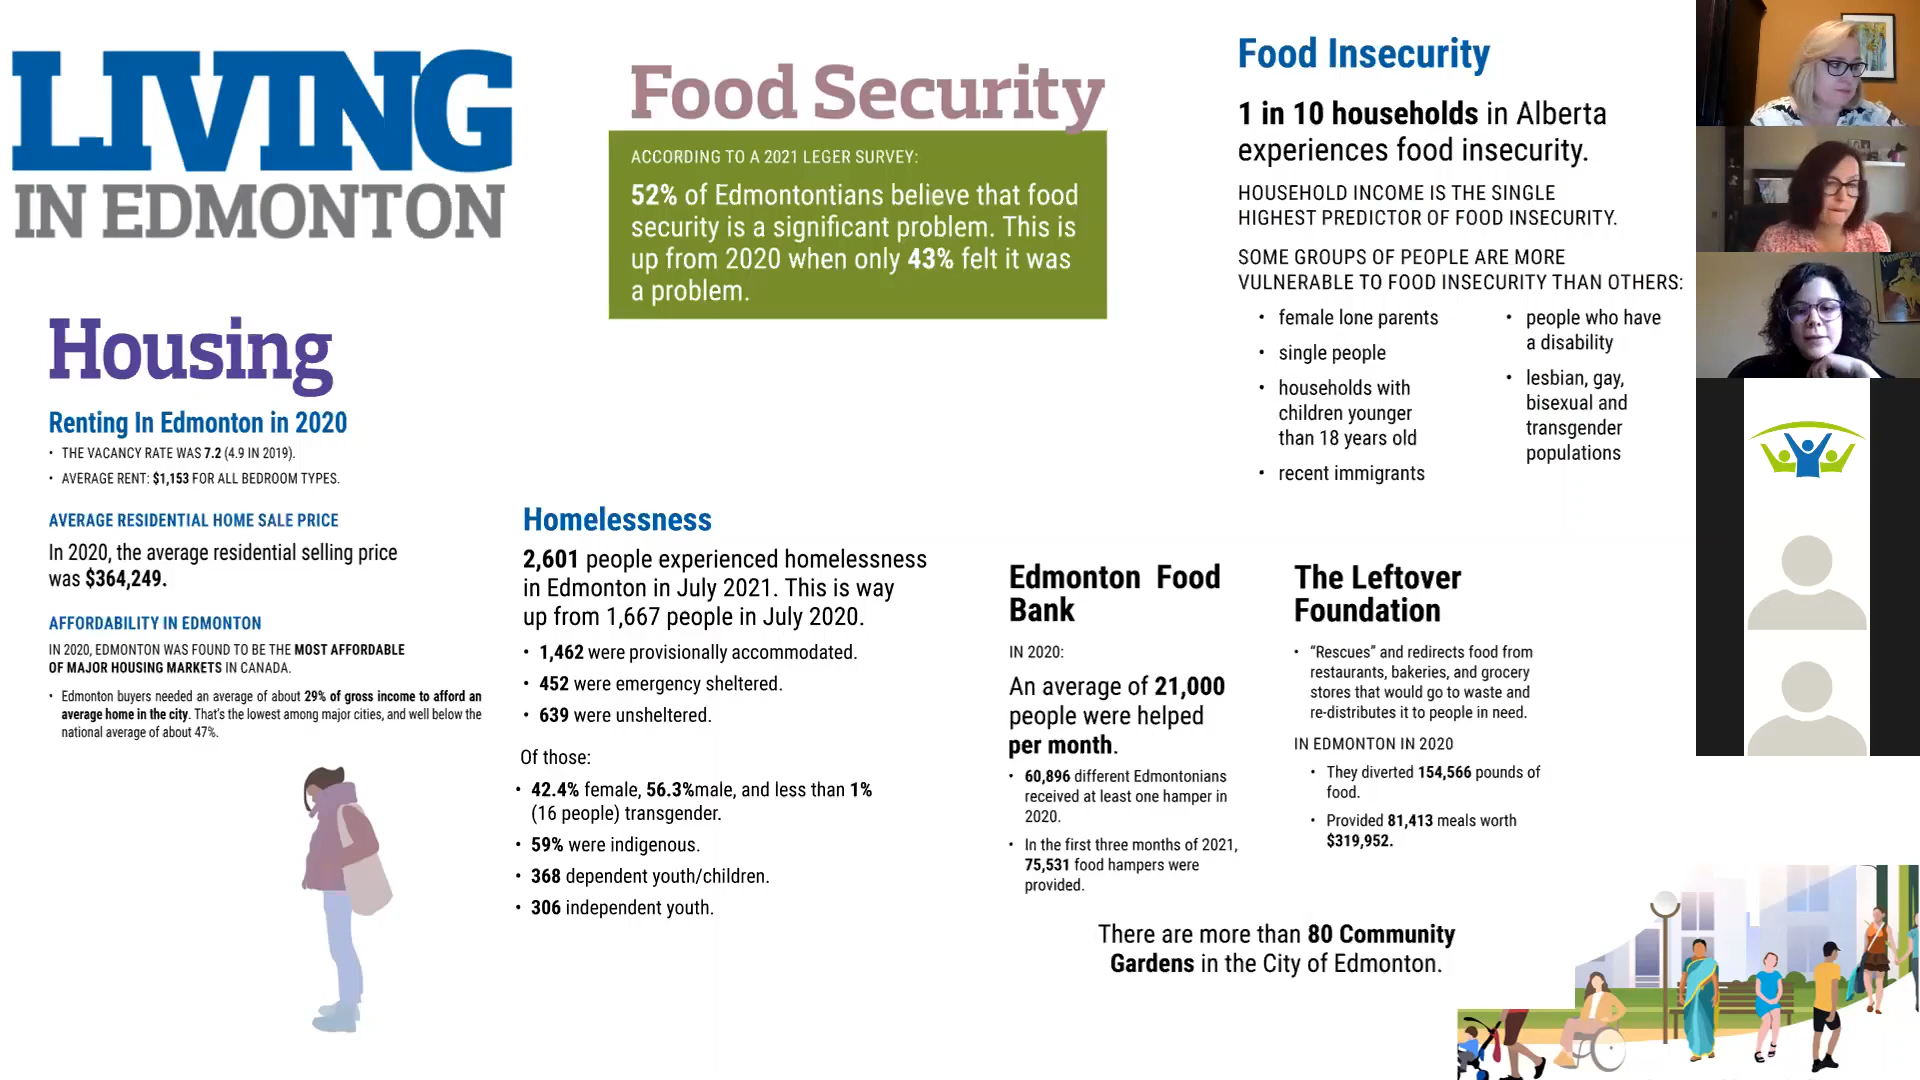 LIVING
IN EDMONTON
Housing
Renting In Edmonton in 2020
• THE VACANCY RATE WAS 7.2 (4.9 IN 2019).
• AVERAGE RENT: $1,153 FOR ALL BEDROOM TYPES.
AVERAGE RESIDENTIAL HOME SALE PRICE
In 2020, the average residential selling price
was $364,249.
AFFORDABILITY IN EDMONTON
IN 2020, EDMONTON WAS FOUND TO BE THE MOST AFFORDABLE
OF MAJOR HOUSING MARKETS IN CANADA.
• Edmonton buyers needed an average of about 29% of gross income to afford an
average home in the city. That's the lowest among major cities, and well below the
national average of about 47%.
Homelessness
2,601 people experienced homelessness
in Edmonton in July 2021. This is way
up from 1,667 people in July 2020.
• 1,462 were provisionally accommodated.
• 452 were emergency sheltered.
• 639 were unsheltered.
Of those:
• 42.4% female, 56.3%male, and less than 1%
(16 people) transgender.
• 59% were indigenous.
• 368 dependent youth/children.
• 306 independent youth.
Food Security
ACCORDING TO A 2021 LEGER SURVEY:
52% of Edmontontians believe that food
security is a significant problem. This is
up from 2020 when only 43% felt it was
a problem.
Food Insecurity
1 in 10 households in Alberta
experiences food insecurity.
HOUSEHOLD INCOME IS THE SINGLE
HIGHEST PREDICTOR OF FOOD INSECURITY.
SOME GROUPS OF PEOPLE ARE MORE
VULNERABLE TO FOOD INSECURITY THAN OTHERS:
• female lone parents
• single people
• households with
children younger
than 18 years old
• recent immigrants
• people who have
a disability
• lesbian, gay,
bisexual and
transgender
populations
Edmonton Food
Bank
IN 2020:
An average of 21,000
people were helped
per month.
• 60,896 different Edmontonians
received at least one hamper in
2020.
• In the first three months of 2021,
75,531 food hampers were
provided.
The Leftover
Foundation
• “Rescues” and redirects food from
restaurants, bakeries, and grocery
stores that would go to waste and
re-distributes it to people in need.
IN EDMONTON IN 2020
• They diverted 154,566 pounds of
food.
• Provided 81,413 meals worth
$319,952.
There are more than 80 Community
Gardens in the City of Edmonton.